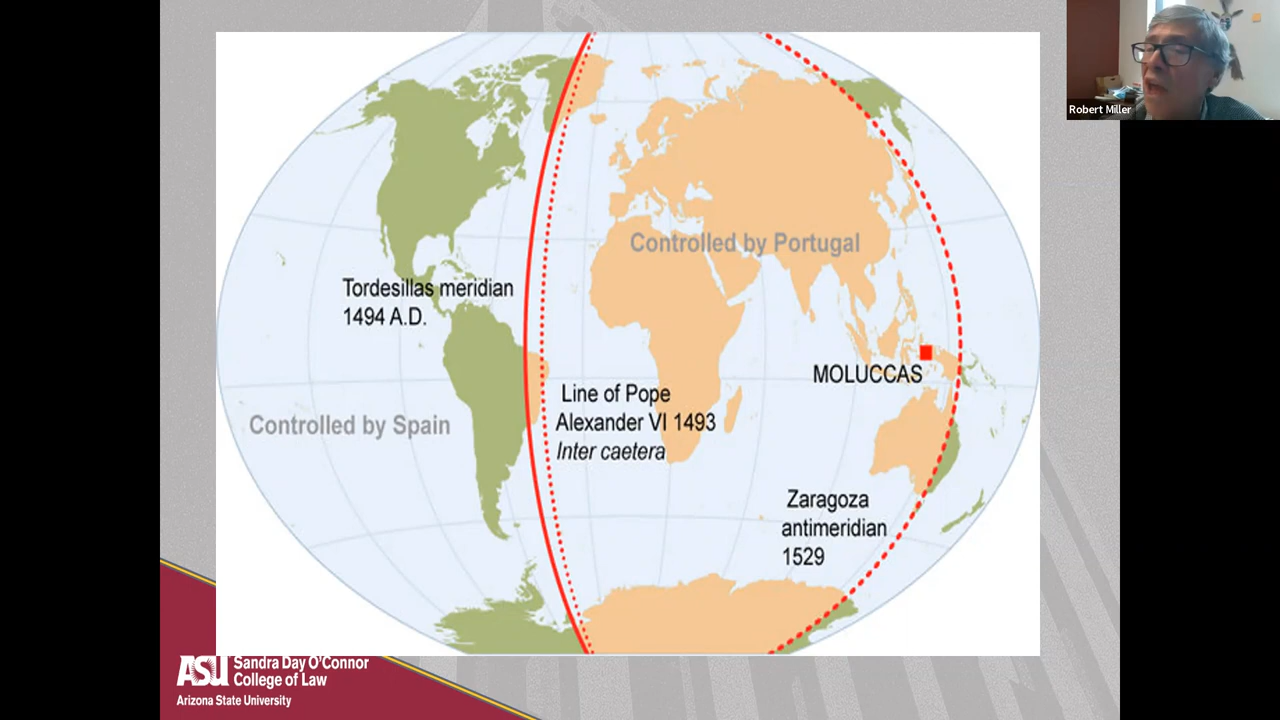 Robert Miller
Controlled by Portugal
Tordesillas meridian
1494 A.D.
MOLUCCAS
Line of Pope
Alexander VI 1493
Inter caetera
Controlled by Spain
Zaragoza
antimeridian
1529
ASU Sandra Day O'Connor
College of Law
Arizona State University